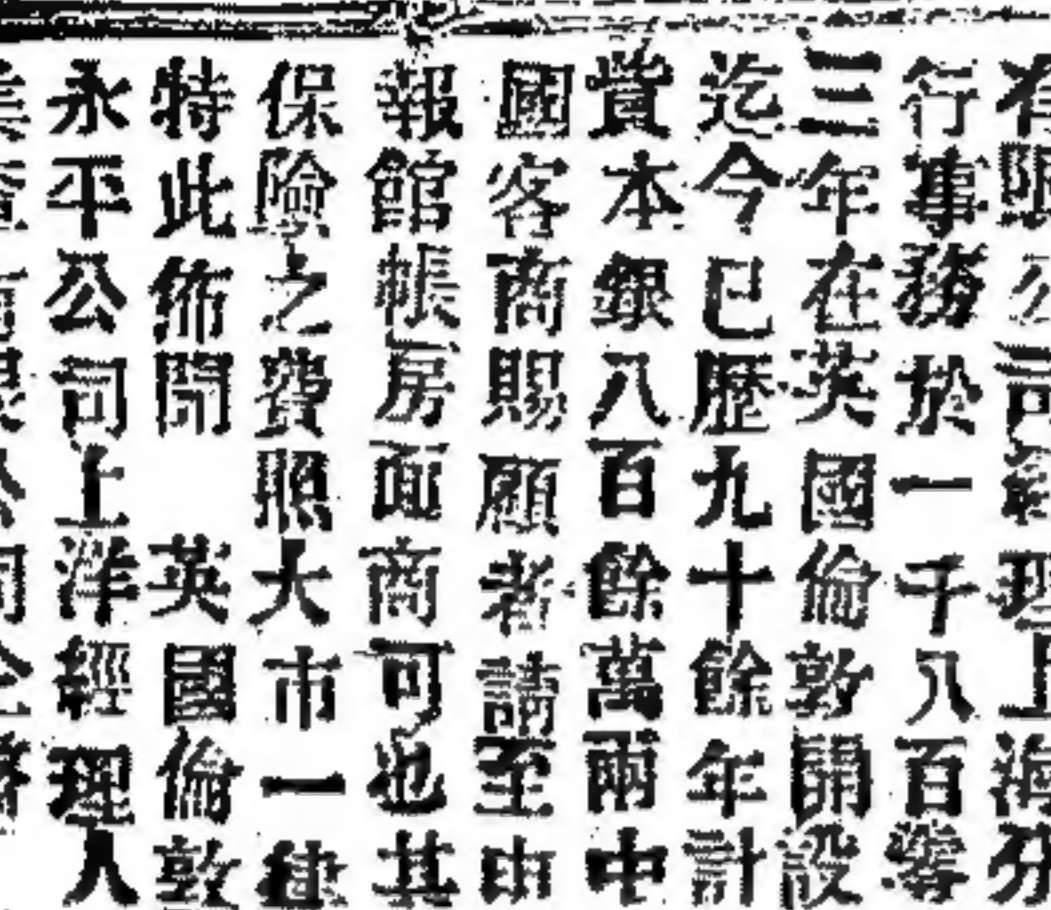 有限公司經理上海分
行事務於一千八百零
三年在英國倫敦開設
迄今已歷九十餘年計
資本銀八百餘萬兩中
國客商賜顧者請至申
報館帳房面商可也其
保險之費照大市一律
特此佈聞　英國倫敦
永平公司上洋經理人